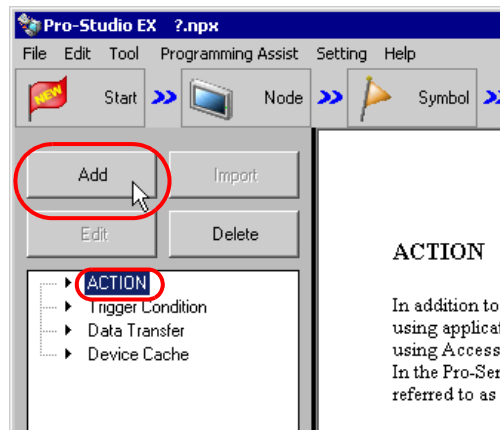 Pro-Studio EX ?.npx
File Edit Tool Programming Assist Setting Help
NEW Start Node Symbol
Add Import
Edit Delete
ACTION
Trigger Condition
Data Transfer
Device Cache
ACTION
In addition to
using applicat
using Access
In the Pro-Ser
referred to as